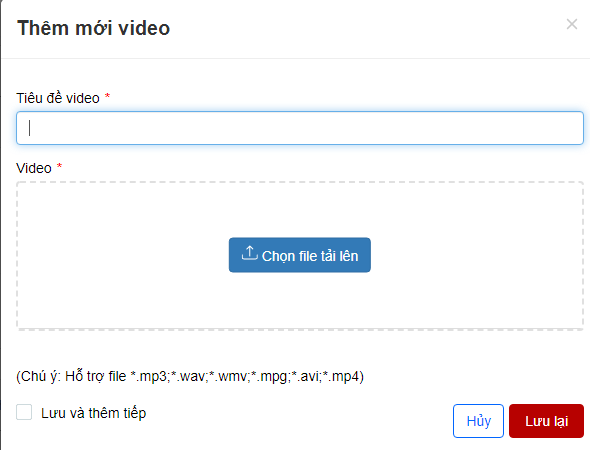 Thêm mới video
×
Tiêu đề video *
Video *
Chọn file tải lên
(Chú ý: Hỗ trợ file *.mp3;*.wav;*.wmv;*.mpg;*.avi;*.mp4)
Lưu và thêm tiếp
Hủy
Lưu lại